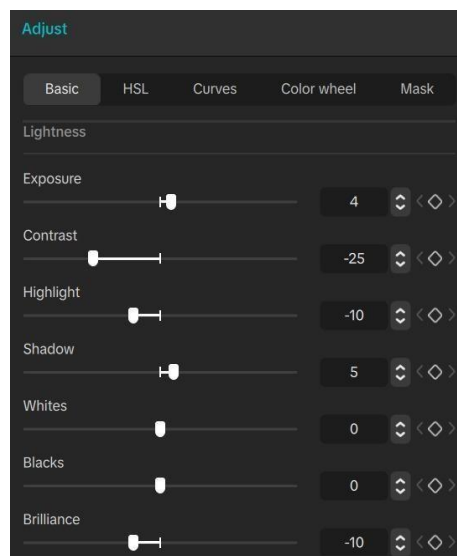 Adjust
Basic HSL Curves Color wheel Mask
Lightness
Exposure
4
Contrast
-25
Highlight
-10
Shadow
5
Whites
0
Blacks
0
Brilliance
-10